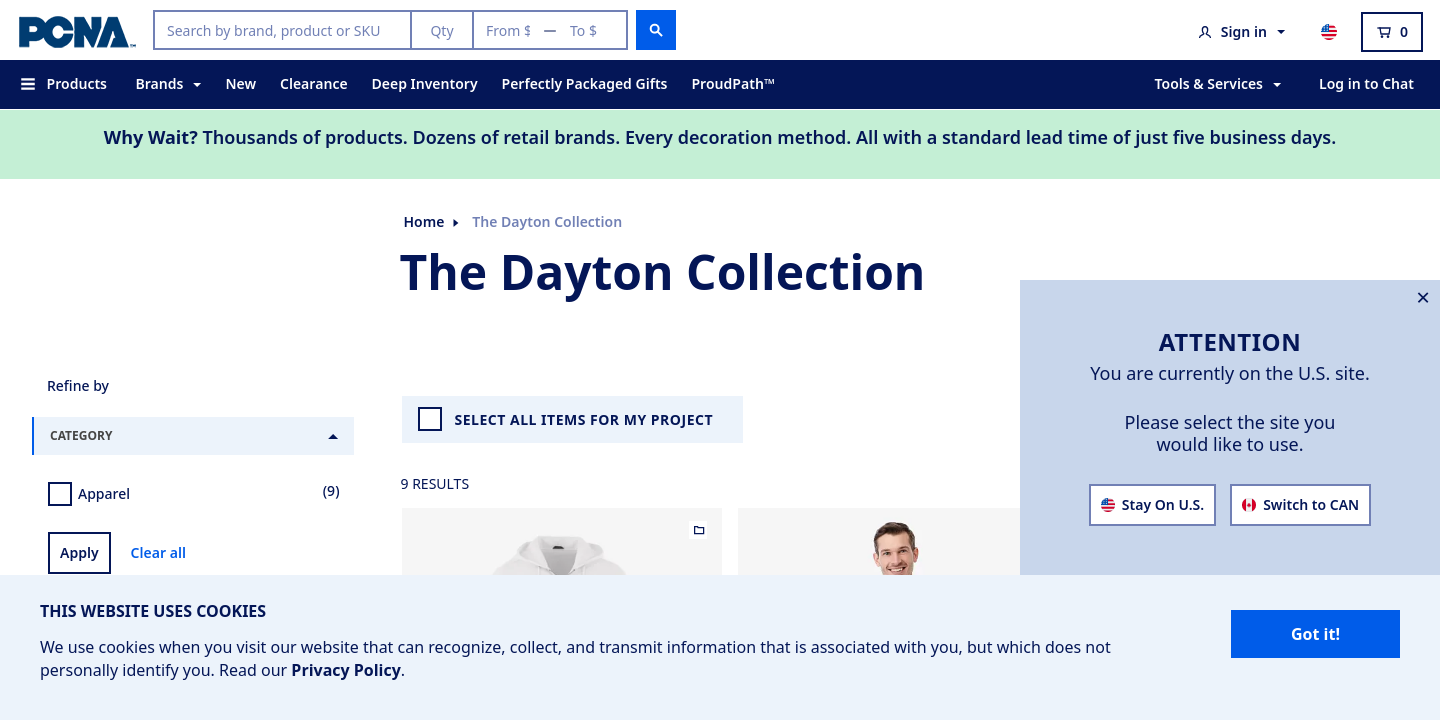 PCNA™
Search by brand, product or SKU
Qty
From $ — To $
Sign in
0
Products
Brands
New
Clearance
Deep Inventory
Perfectly Packaged Gifts
ProudPath™
Tools & Services
Log in to Chat
Why Wait? Thousands of products. Dozens of retail brands. Every decoration method. All with a standard lead time of just five business days.
Home
The Dayton Collection
The Dayton Collection
Refine by
CATEGORY
Apparel
(9)
Apply
Clear all
SELECT ALL ITEMS FOR MY PROJECT
9 RESULTS
ATTENTION
You are currently on the U.S. site.
Please select the site you
would like to use.
Stay On U.S.
Switch to CAN
THIS WEBSITE USES COOKIES
We use cookies when you visit our website that can recognize, collect, and transmit information that is associated with you, but which does not
personally identify you. Read our Privacy Policy.
Got it!